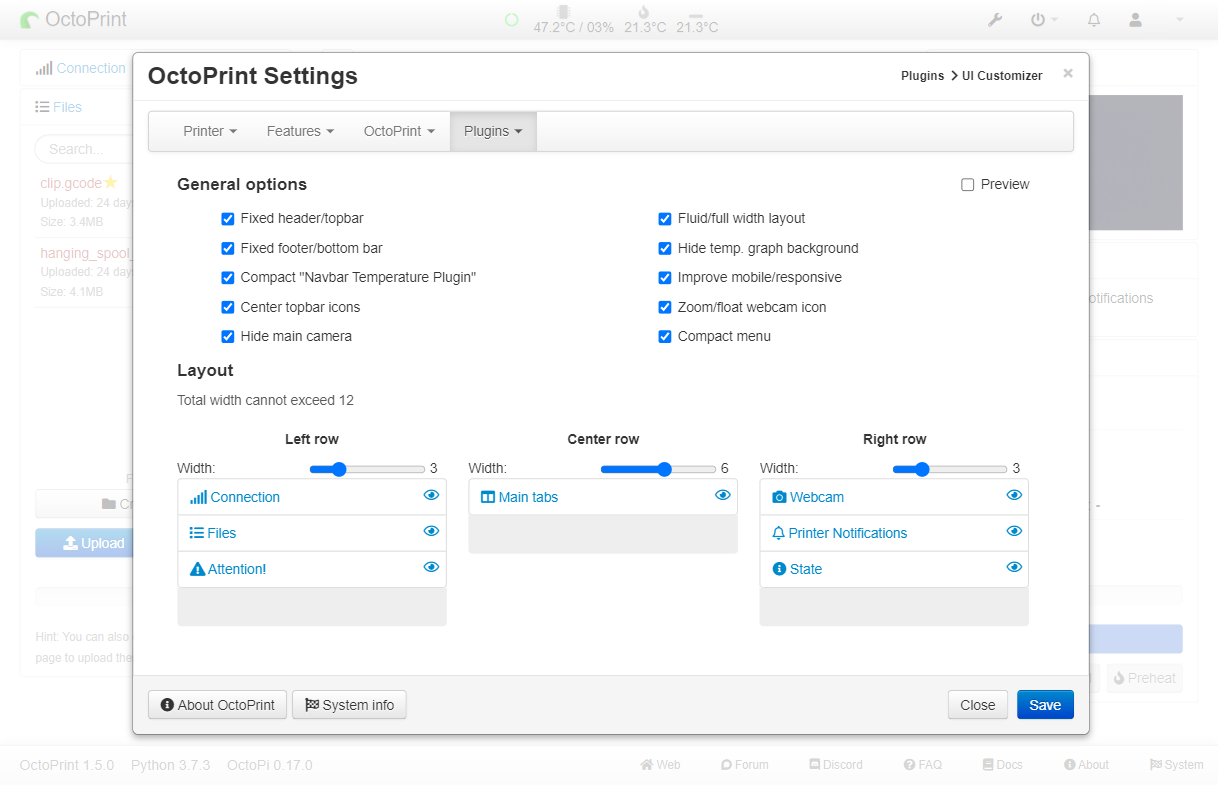 OctoPrint
47.2°C / 03% 21.3°C 21.3°C
Connection
Files
Search...
clip.gcode
Uploaded: 24 day
Size: 3.4MB
hanging_spool_
Uploaded: 24 day
Size: 4.1MB
Upload
Hint: You can also
page to upload the
OctoPrint Settings
Plugins > UI Customizer
×
Printer Features OctoPrint Plugins
General options
Preview
Fixed header/topbar
Fluid/full width layout
Fixed footer/bottom bar
Hide temp. graph background
Compact "Navbar Temperature Plugin"
Improve mobile/responsive
Center topbar icons
Zoom/float webcam icon
Hide main camera
Compact menu
Layout
Total width cannot exceed 12
Left row
Width: 3
Connection
Files
Attention!
Center row
Width: 6
Main tabs
Right row
Width: 3
Webcam
Printer Notifications
State
About OctoPrint System info
Close Save
otifications
Preheat
OctoPrint 1.5.0 Python 3.7.3 OctoPi 0.17.0
Web Forum Discord FAQ Docs About System